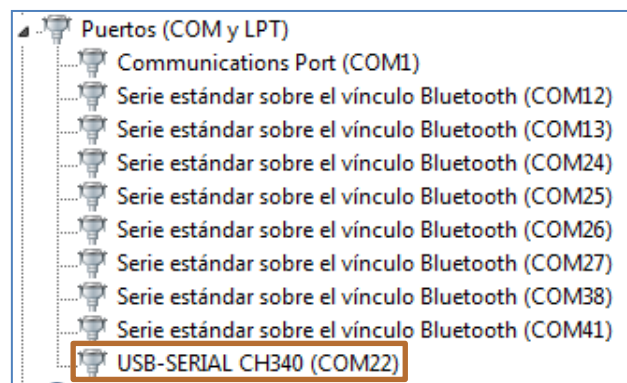 Puertos (COM y LPT)
Communications Port (COM1)
Serie estándar sobre el vínculo Bluetooth (COM12)
Serie estándar sobre el vínculo Bluetooth (COM13)
Serie estándar sobre el vínculo Bluetooth (COM24)
Serie estándar sobre el vínculo Bluetooth (COM25)
Serie estándar sobre el vínculo Bluetooth (COM26)
Serie estándar sobre el vínculo Bluetooth (COM27)
Serie estándar sobre el vínculo Bluetooth (COM38)
Serie estándar sobre el vínculo Bluetooth (COM41)
USB-SERIAL CH340 (COM22)